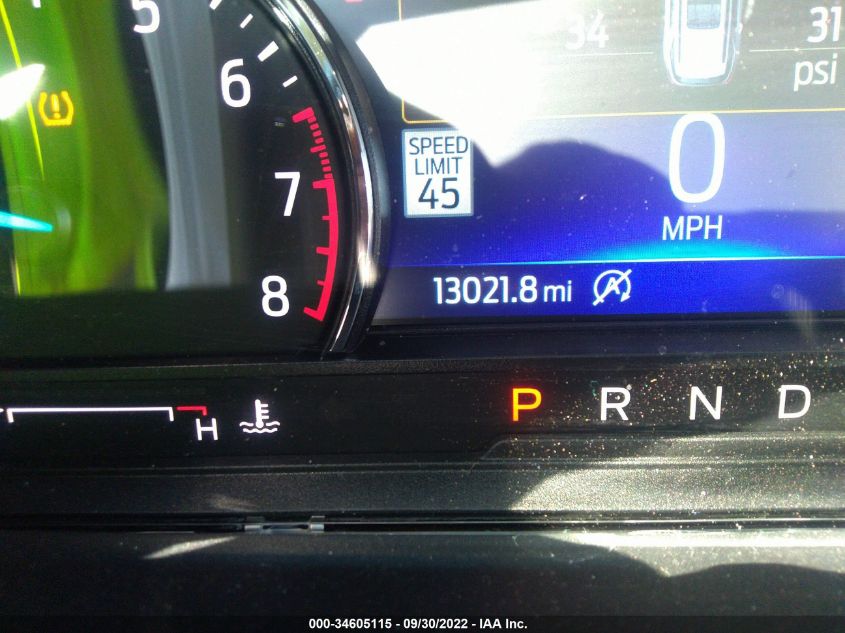 5
6
7
8
34
31
psi
SPEED
LIMIT
45
0
MPH
13021.8 mi
H
P R N D
000-34605115 - 09/30/2022 - IAA Inc.